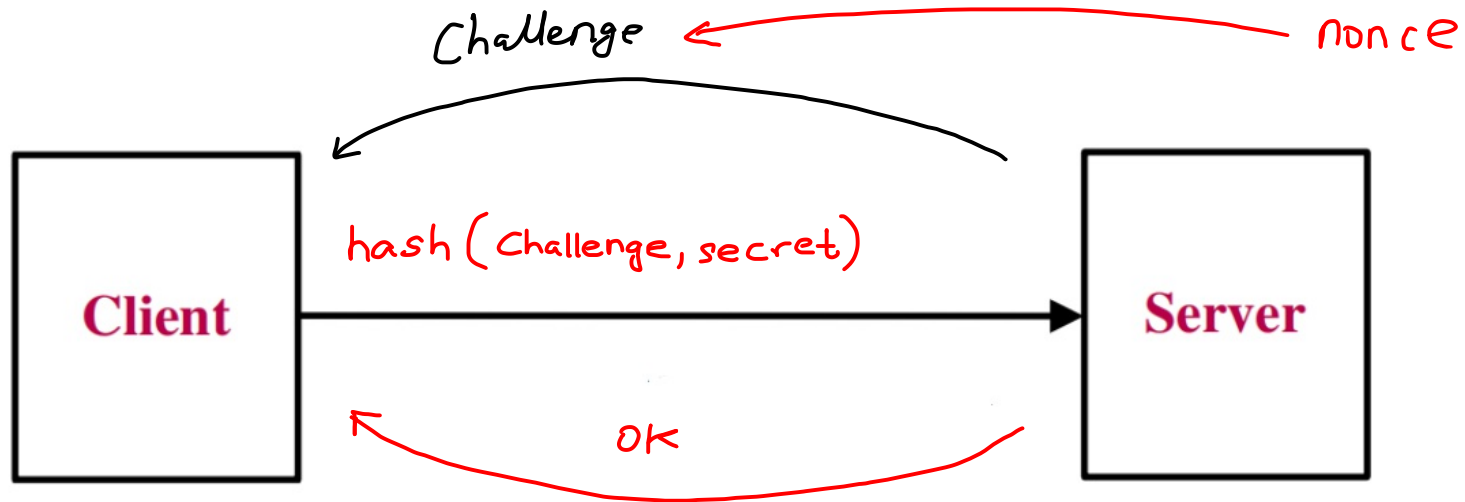 Challenge
nonce
hash (Challenge, secret)
Client
Server
OK